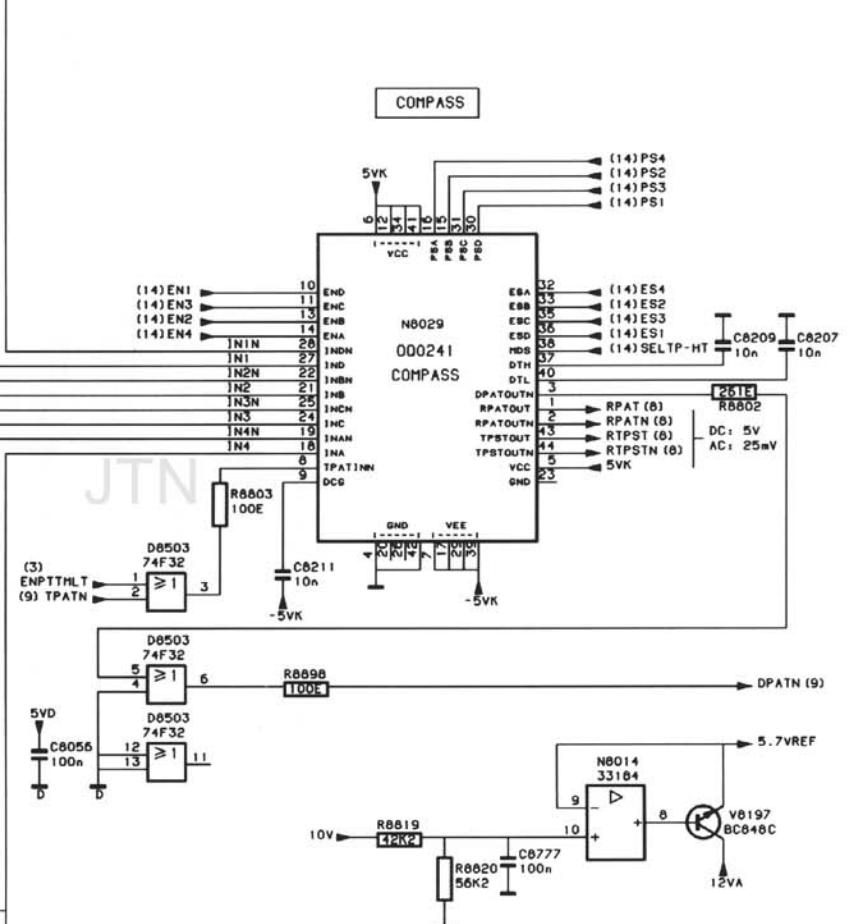 COMPASS
(14)PS4
(14)PS2
(14)PS3
(14)PS1
5VK
6 12 34 41 16 15 31 30
VCC PSA PSB PSC PSD
(14)EN1 10 END
(14)EN3 11 ENC
(14)EN2 13 ENB
(14)EN4 14 ENA
IN1N 28 INDN
IN1 27 IND
IN2N 22 INBN
IN2 21 INB
IN3N 25 INCN
IN3 24 INC
IN4N 19 INAN
IN4 18 INA
8 TPATINN
9 DCG
N8029
OQ0241
COMPASS
ESA 32 (14)ES4
ESB 33 (14)ES2
ESC 35 (14)ES3
ESD 36 (14)ES1
MDS 38 (14)SELTP-HT
DTH 37
DTL 40
DPATOUTN 3
RPATOUT 1 RPAT (8)
RPATOUTN 2 RPATN (8)
TPSTOUT 43 RTPST (8)
TPSTOUTN 44 RTPSTN (8)
VCC 5 5VK
GND 23
C8209
10n
C8207
10n
261E
R8802
DC: 5V
AC: 25mV
JTN
R8803
100E
GND VEE
4 20 26 42 7 17 29 39
C8211
10n
-5VK
-5VK
D8503
74F32
(3)
ENPTTMLT 1 ≥1 3
(9) TPATN 2
D8503
74F32
5 ≥1 6
4
R8898
100E
DPATN (9)
D8503
74F32
12 ≥1 11
13
5VD
C8056
100n
D
D
5.7VREF
N8014
33184
9 -
10 +
+ 8
V8197
BC848C
12VA
10V
R8819
42K2
R8820
56K2
C8777
100n